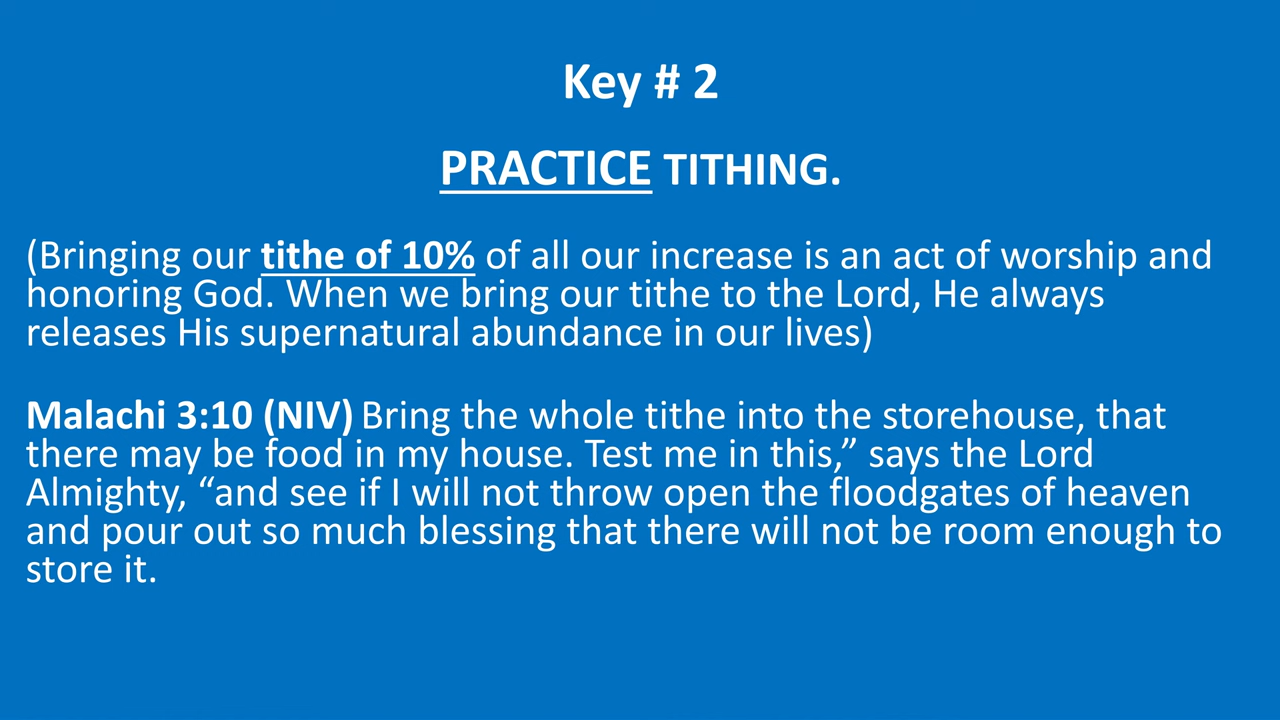 Key # 2
PRACTICE TITHING.
(Bringing our tithe of 10% of all our increase is an act of worship and
honoring God. When we bring our tithe to the Lord, He always
releases His supernatural abundance in our lives)
Malachi 3:10 (NIV) Bring the whole tithe into the storehouse, that
there may be food in my house. Test me in this,” says the Lord
Almighty, “and see if I will not throw open the floodgates of heaven
and pour out so much blessing that there will not be room enough to
store it.